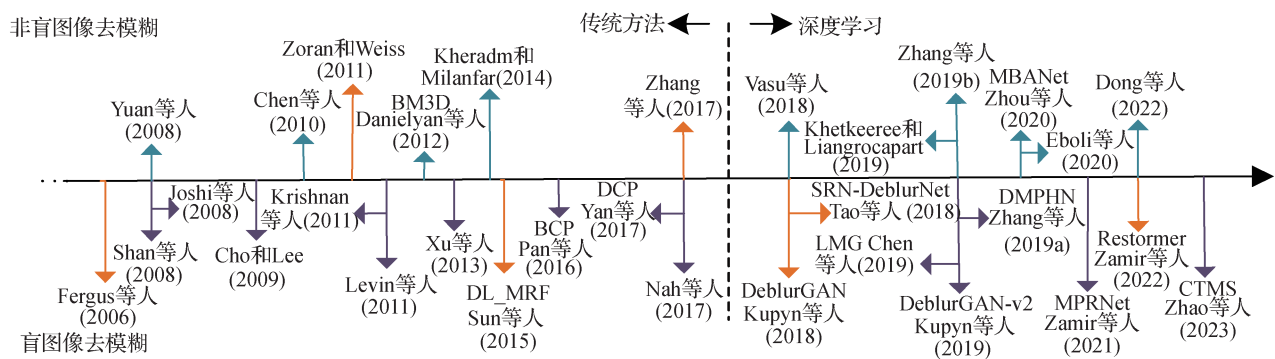 非盲图像去模糊
传统方法
深度学习
Yuan等人
(2008)
Chen等人
(2010)
Zoran和Weiss
(2011)
BM3D
Danielyan等人
(2012)
Kheradm和
Milanfar(2014)
Zhang
等人(2017)
Vasu等人
(2018)
Khetkeeree和
Liangrocapart
(2019)
Zhang等人
(2019b)
MBANet
Zhou等人
(2020)
Eboli等人
(2020)
Dong等人
(2022)
Fergus等人
(2006)
Shan等人
(2008)
Joshi等人
(2008)
Cho和Lee
(2009)
Krishnan
等人(2011)
Levin等人
(2011)
Xu等人
(2013)
DL_MRF
Sun等人
(2015)
BCP
Pan等人
(2016)
DCP
Yan等人
(2017)
Nah等人
(2017)
DeblurGAN
Kupyn等人
(2018)
SRN-DeblurNet
Tao等人 (2018)
LMG Chen
等人(2019)
DeblurGAN-v2
Kupyn等人
(2019)
DMPHN
Zhang等人
(2019a)
MPRNet
Zamir等人
(2021)
Restormer
Zamir等人
(2022)
CTMS
Zhao等人
(2023)
盲图像去模糊